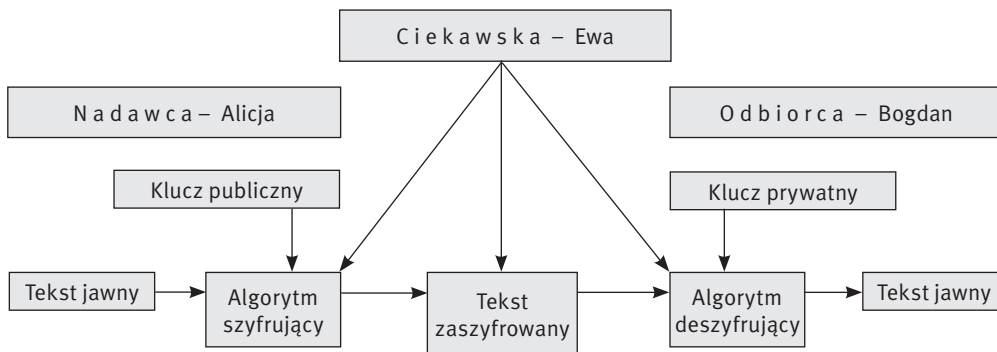 Ciekawska – Ewa
Nadawca – Alicja
Odbiorca – Bogdan
Klucz publiczny
Klucz prywatny
Tekst jawny
Algorytm
szyfrujący
Tekst
zaszyfrowany
Algorytm
deszyfrujący
Tekst jawny